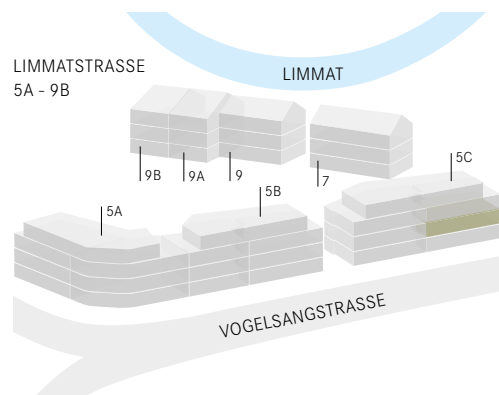 LIMMATSTRASSE
5A - 9B
LIMMAT
9B
9A
9
7
5C
5B
5A
VOGELSANGSTRASSE